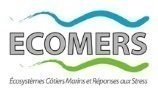 ECOMERS
Écosystèmes Côtiers Marins et Réponses aux Stress